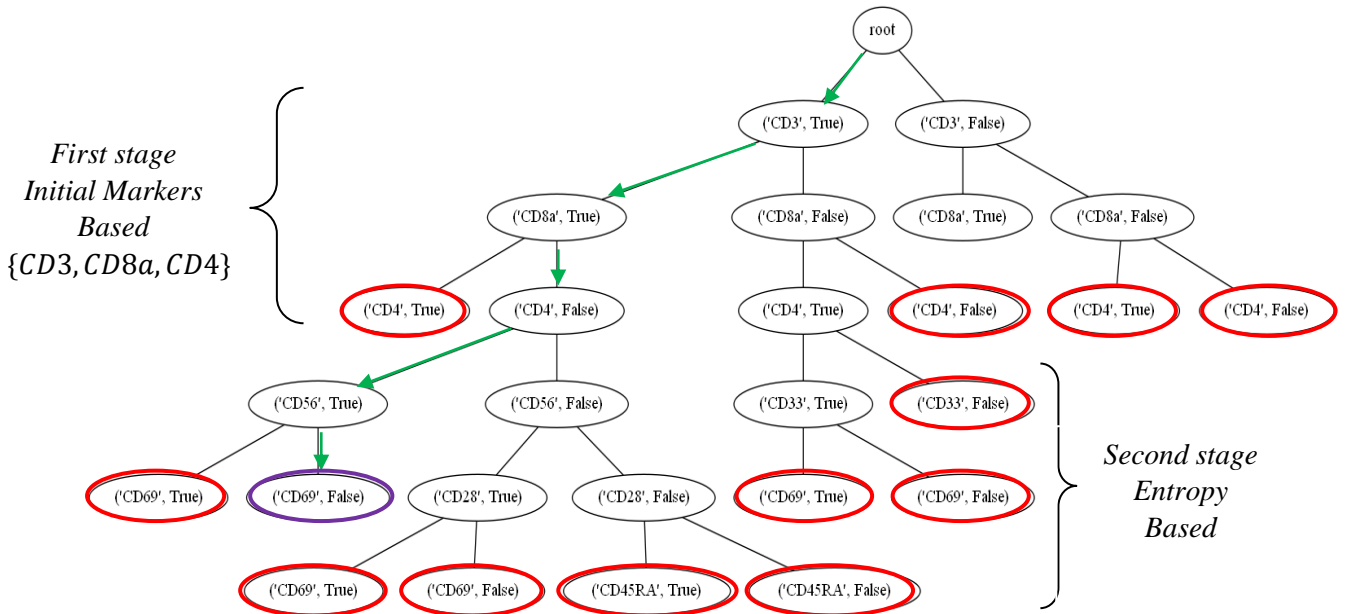 root
('CD3', True)
('CD3', False)
First stage
Initial Markers
Based
{CD3, CD8a, CD4}
('CD8a', True)
('CD8a', False)
('CD8a', True)
('CD8a', False)
('CD4', True)
('CD4', False)
('CD4', True)
('CD4', False)
('CD4', True)
('CD4', False)
('CD56', True)
('CD56', False)
('CD33', True)
('CD33', False)
Second stage
Entropy
Based
('CD69', True)
('CD69', False)
('CD28', True)
('CD28', False)
('CD69', True)
('CD69', False)
('CD69', True)
('CD69', False)
('CD45RA', True)
('CD45RA', False)